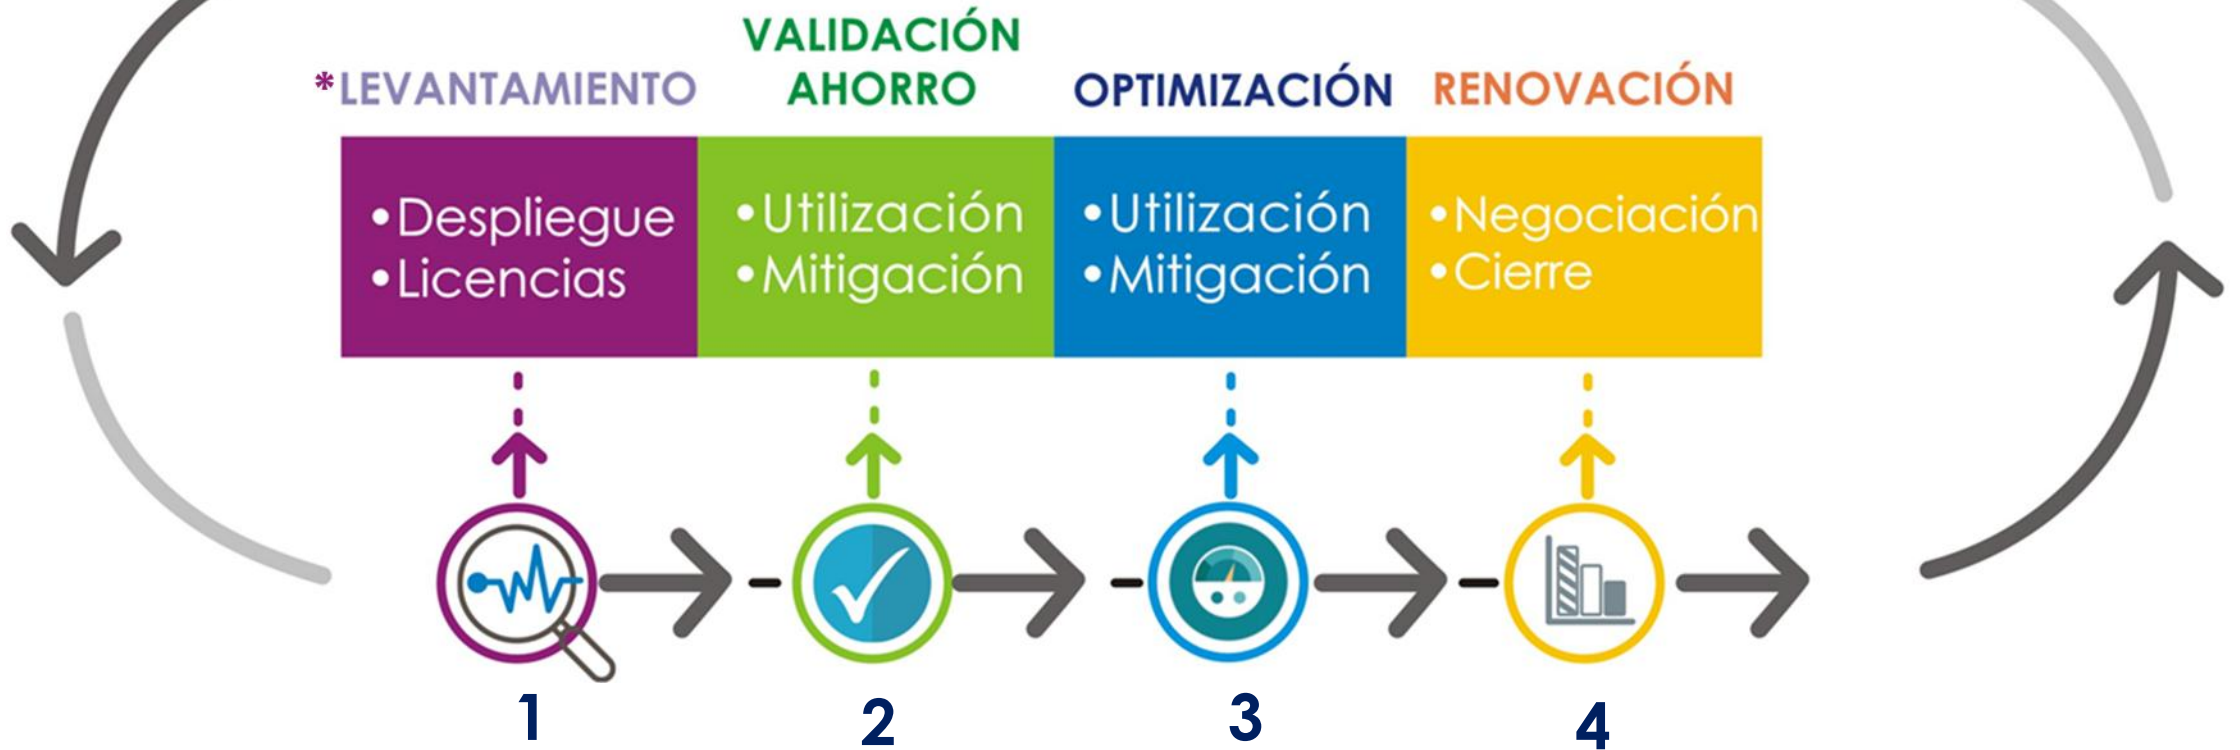 *LEVANTAMIENTO
VALIDACIÓN
AHORRO
OPTIMIZACIÓN
RENOVACIÓN
•Despliegue
•Licencias
•Utilización
•Mitigación
•Utilización
•Mitigación
•Negociación
•Cierre
1
2
3
4